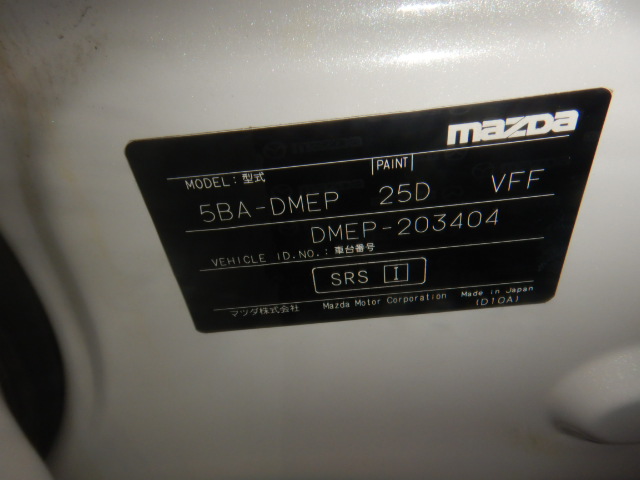 mazda
MODEL: 型式 PAINT
5BA-DMEP 25D VFF
DMEP-203404
VEHICLE ID.NO.: 車台番号
SRS I
マツダ株式会社 Mazda Motor Corporation Made in Japan
(D10A)